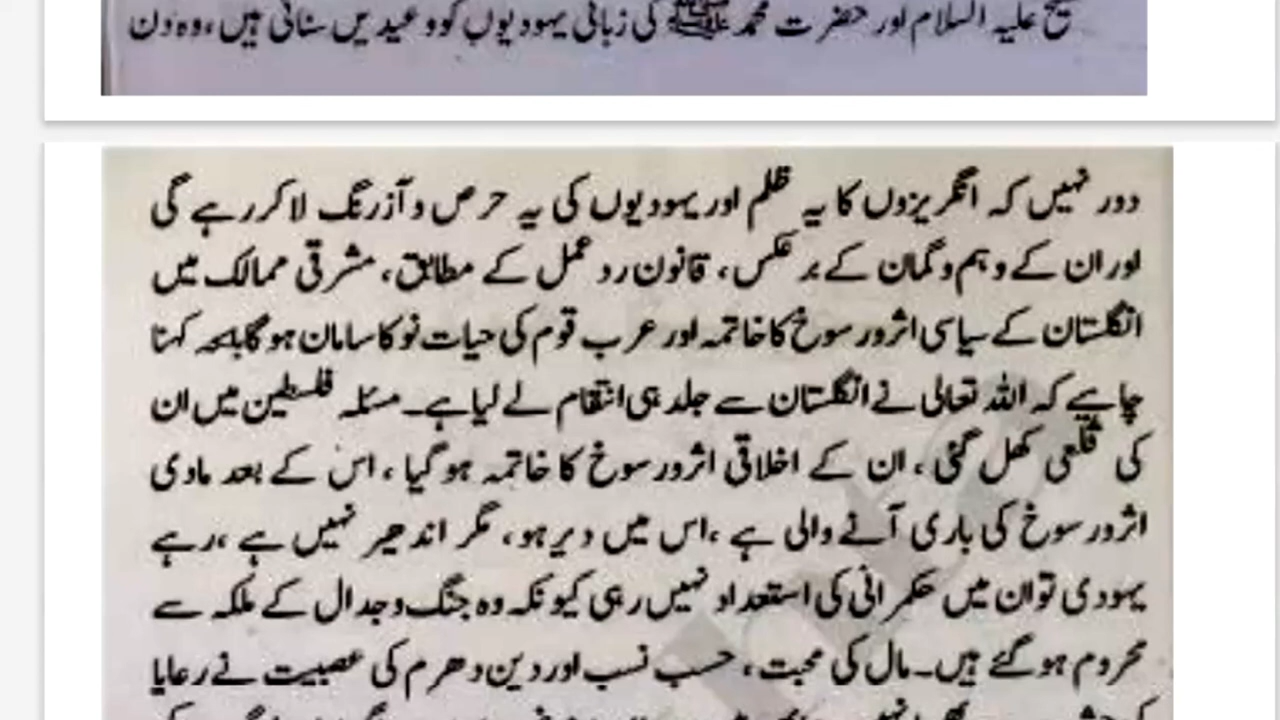 مسیح علیہ السلام اور حضرت محمد ﷺ کی زبانی یہودیوں کو وعیدیں سنائی ہیں، وہ دن
دور نہیں کہ انگریزوں کا یہ ظلم اور یہودیوں کی یہ حرص و آز رنگ لا کر رہے گی
اور ان کے وہم و گمان کے بر عکس، قانون رد عمل کے مطابق، مشرقی ممالک میں
انگلستان کے سیاسی اثر و رسوخ کا خاتمہ اور عرب قوم کی حیات نو کا سامان ہو گا بلکہ کہنا
چاہیے کہ اللہ تعالیٰ نے انگلستان سے جلد ہی انتقام لے لیا ہے۔ مسئلہ فلسطین میں ان
کی قلعی کھل گئی، ان کے اخلاقی اثر و رسوخ کا خاتمہ ہو گیا، اس کے بعد مادی
اثر و رسوخ کی باری آنے والی ہے، اس میں دیر ہو، مگر اندھیر نہیں ہے، رہے
یہودی تو ان میں حکمرانی کی استعداد نہیں رہی کیونکہ وہ جنگ و جدال کے ملکہ سے
محروم ہو گئے ہیں۔ مال کی محبت، حسب نسب اور دین دھرم کی عصبیت نے رعایا